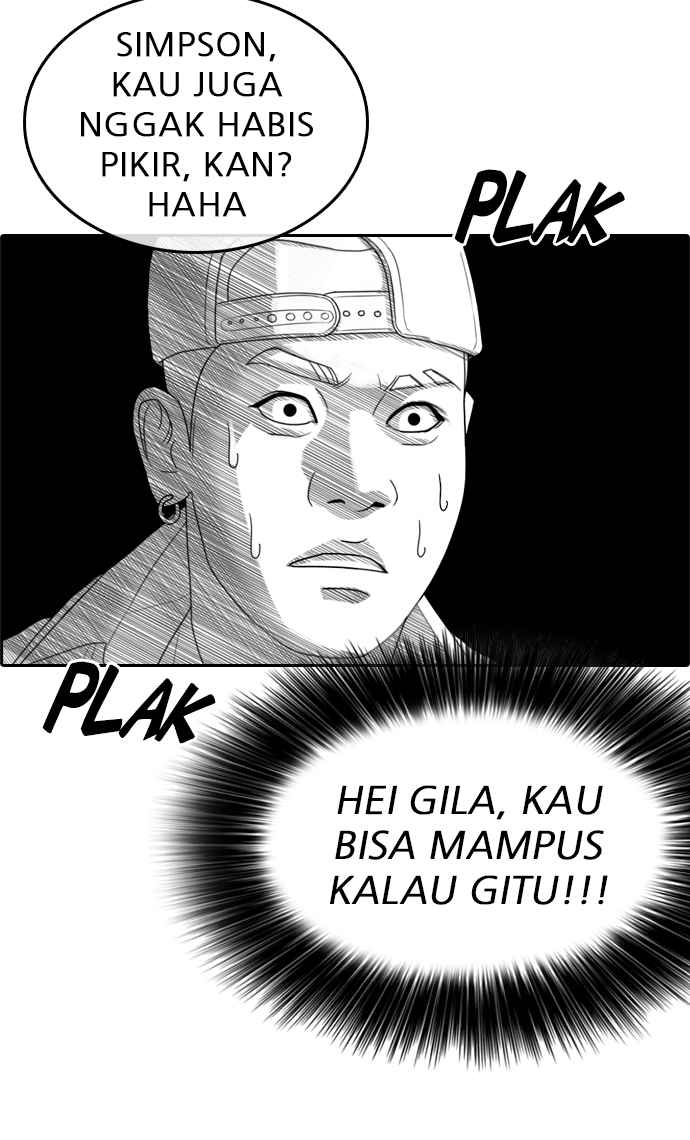 SIMPSON,
KAU JUGA
NGGAK HABIS
PIKIR, KAN?
HAHA
PLAK
PLAK
HEI GILA, KAU
BISA MAMPUS
KALAU GITU!!!